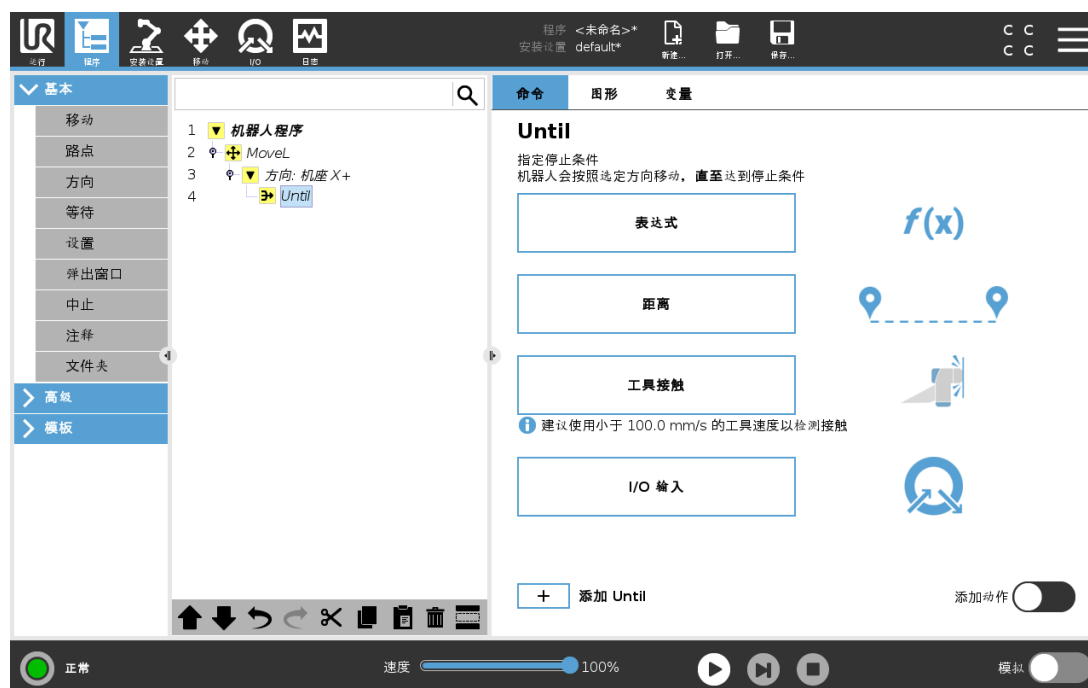 UR
运行
程序
安装设置
移动
I/O
日志
程序 <未命名>*
安装设置 default*
新建...
打开...
保存...
C C
C C
基本
移动
路点
方向
等待
设置
弹出窗口
中止
注释
文件夹
高级
模板
1 机器人程序
2 MoveL
3 方向: 机座 X+
4 Until
命令 图形 变量
Until
指定停止条件
机器人会按照选定方向移动，直至达到停止条件
表达式
f(x)
距离
工具接触
建议使用小于 100.0 mm/s 的工具速度以检测接触
I/O 输入
+ 添加 Until
添加动作
正常
速度
100%
模拟